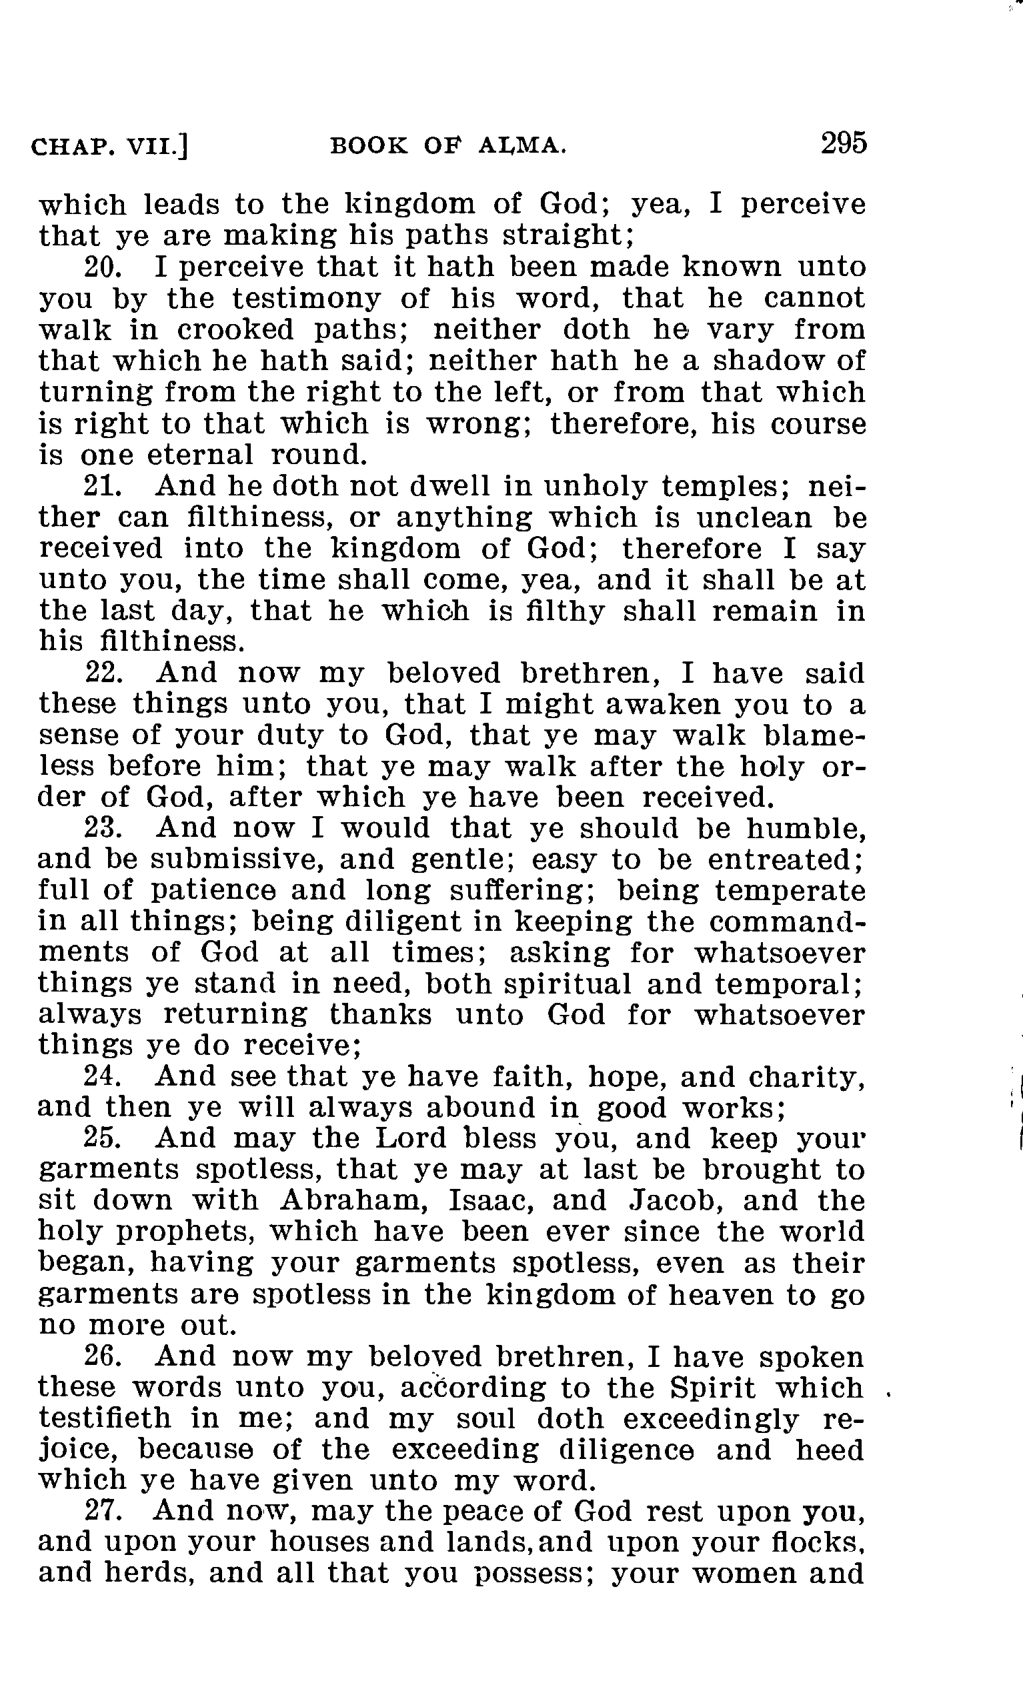 CHAP. VII.] BOOK OF ALMA. 295
which leads to the kingdom of God; yea, I perceive
that ye are making his paths straight;
20. I perceive that it hath been made known unto
you by the testimony of his word, that he cannot
walk in crooked paths; neither doth he vary from
that which he hath said; neither hath he a shadow of
turning from the right to the left, or from that which
is right to that which is wrong; therefore, his course
is one eternal round.
21. And he doth not dwell in unholy temples; nei-
ther can filthiness, or anything which is unclean be
received into the kingdom of God; therefore I say
unto you, the time shall come, yea, and it shall be at
the last day, that he which is filthy shall remain in
his filthiness.
22. And now my beloved brethren, I have said
these things unto you, that I might awaken you to a
sense of your duty to God, that ye may walk blame-
less before him; that ye may walk after the holy or-
der of God, after which ye have been received.
23. And now I would that ye should be humble,
and be submissive, and gentle; easy to be entreated;
full of patience and long suffering; being temperate
in all things; being diligent in keeping the command-
ments of God at all times; asking for whatsoever
things ye stand in need, both spiritual and temporal;
always returning thanks unto God for whatsoever
things ye do receive;
24. And see that ye have faith, hope, and charity,
and then ye will always abound in good works;
25. And may the Lord bless you, and keep your
garments spotless, that ye may at last be brought to
sit down with Abraham, Isaac, and Jacob, and the
holy prophets, which have been ever since the world
began, having your garments spotless, even as their
garments are spotless in the kingdom of heaven to go
no more out.
26. And now my beloved brethren, I have spoken
these words unto you, according to the Spirit which
testifieth in me; and my soul doth exceedingly re-
joice, because of the exceeding diligence and heed
which ye have given unto my word.
27. And now, may the peace of God rest upon you,
and upon your houses and lands, and upon your flocks,
and herds, and all that you possess; your women and